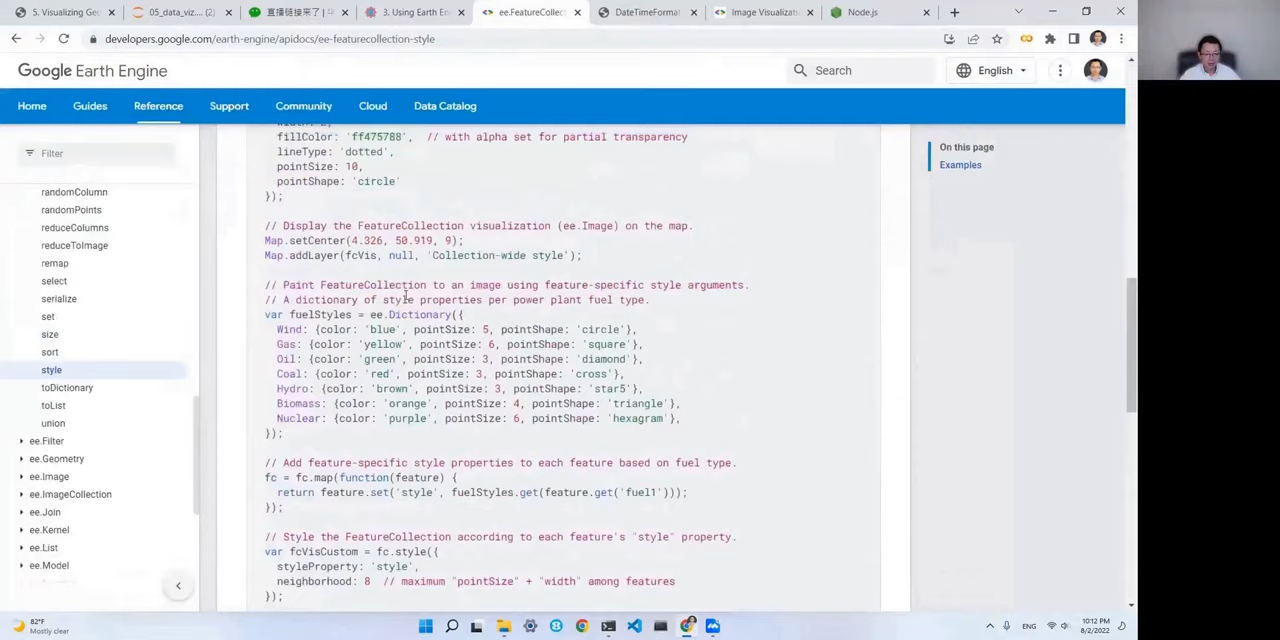 5. Visualizing Geo
05_data_viz.... (2)
直播链接来了 |
3. Using Earth En
ee.FeatureCollec
DateTimeFormat
Image Visualizati
Node.js
developers.google.com/earth-engine/apidocs/ee-featurecollection-style
Google Earth Engine
Search
English
Home Guides Reference Support Community Cloud Data Catalog
Filter
randomColumn
randomPoints
reduceColumns
reduceToImage
remap
select
serialize
set
size
sort
style
toDictionary
toList
union
ee.Filter
ee.Geometry
ee.Image
ee.ImageCollection
ee.Join
ee.Kernel
ee.List
ee.Model
fillColor: 'ff475788',  // with alpha set for partial transparency
lineType: 'dotted',
pointSize: 10,
pointShape: 'circle'
});
// Display the FeatureCollection visualization (ee.Image) on the map.
Map.setCenter(4.326, 50.919, 9);
Map.addLayer(fcVis, null, 'Collection-wide style');
// Paint FeatureCollection to an image using feature-specific style arguments.
// A dictionary of style properties per power plant fuel type.
var fuelStyles = ee.Dictionary({
Wind: {color: 'blue', pointSize: 5, pointShape: 'circle'},
Gas: {color: 'yellow', pointSize: 6, pointShape: 'square'},
Oil: {color: 'green', pointSize: 3, pointShape: 'diamond'},
Coal: {color: 'red', pointSize: 3, pointShape: 'cross'},
Hydro: {color: 'brown', pointSize: 3, pointShape: 'star5'},
Biomass: {color: 'orange', pointSize: 4, pointShape: 'triangle'},
Nuclear: {color: 'purple', pointSize: 6, pointShape: 'hexagram'},
});
// Add feature-specific style properties to each feature based on fuel type.
fc = fc.map(function(feature) {
return feature.set('style', fuelStyles.get(feature.get('fuel1')));
});
// Style the FeatureCollection according to each feature's "style" property.
var fcVisCustom = fc.style({
styleProperty: 'style',
neighborhood: 8  // maximum "pointSize" + "width" among features
});
On this page
Examples
82°F
Mostly clear
ENG
10:12 PM
8/2/2022